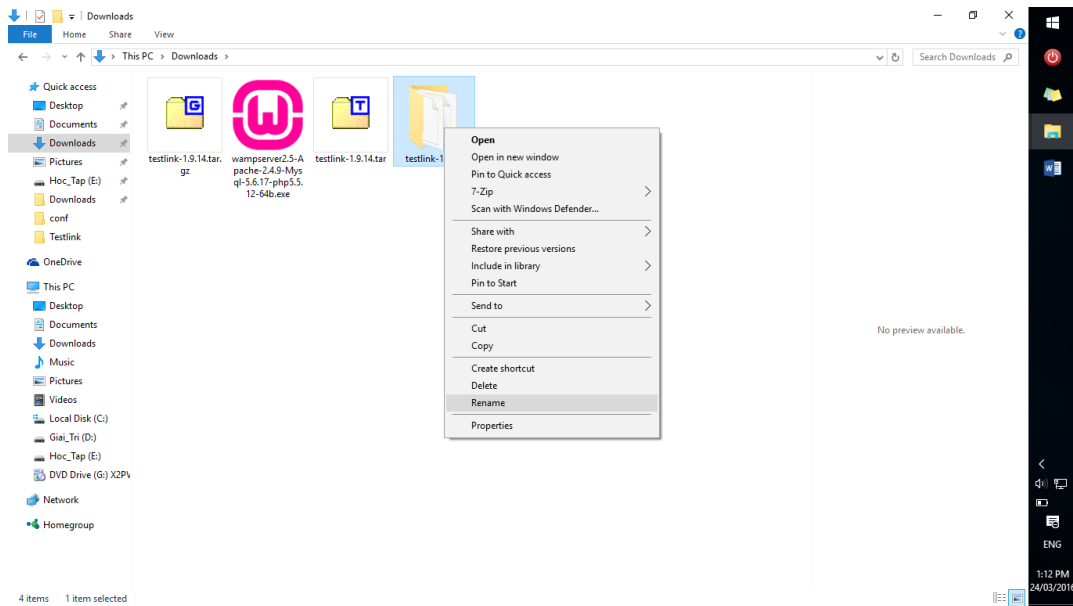 Downloads
File Home Share View
This PC Downloads
Search Downloads
Quick access
Desktop
Documents
Downloads
Pictures
Hoc_Tap (E:)
Downloads
conf
Testlink
OneDrive
This PC
Desktop
Documents
Downloads
Music
Pictures
Videos
Local Disk (C:)
Giai_Tri (D:)
Hoc_Tap (E:)
DVD Drive (G:) X2PV
Network
Homegroup
G
testlink-1.9.14.tar.
gz
wampserver2.5-A
pache-2.4.9-Mys
ql-5.6.17-php5.5.
12-64b.exe
T
testlink-1.9.14.tar
testlink-1
Open
Open in new window
Pin to Quick access
7-Zip
Scan with Windows Defender...
Share with
Restore previous versions
Include in library
Pin to Start
Send to
Cut
Copy
Create shortcut
Delete
Rename
Properties
No preview available.
4 items 1 item selected
ENG
1:12 PM
24/03/2016